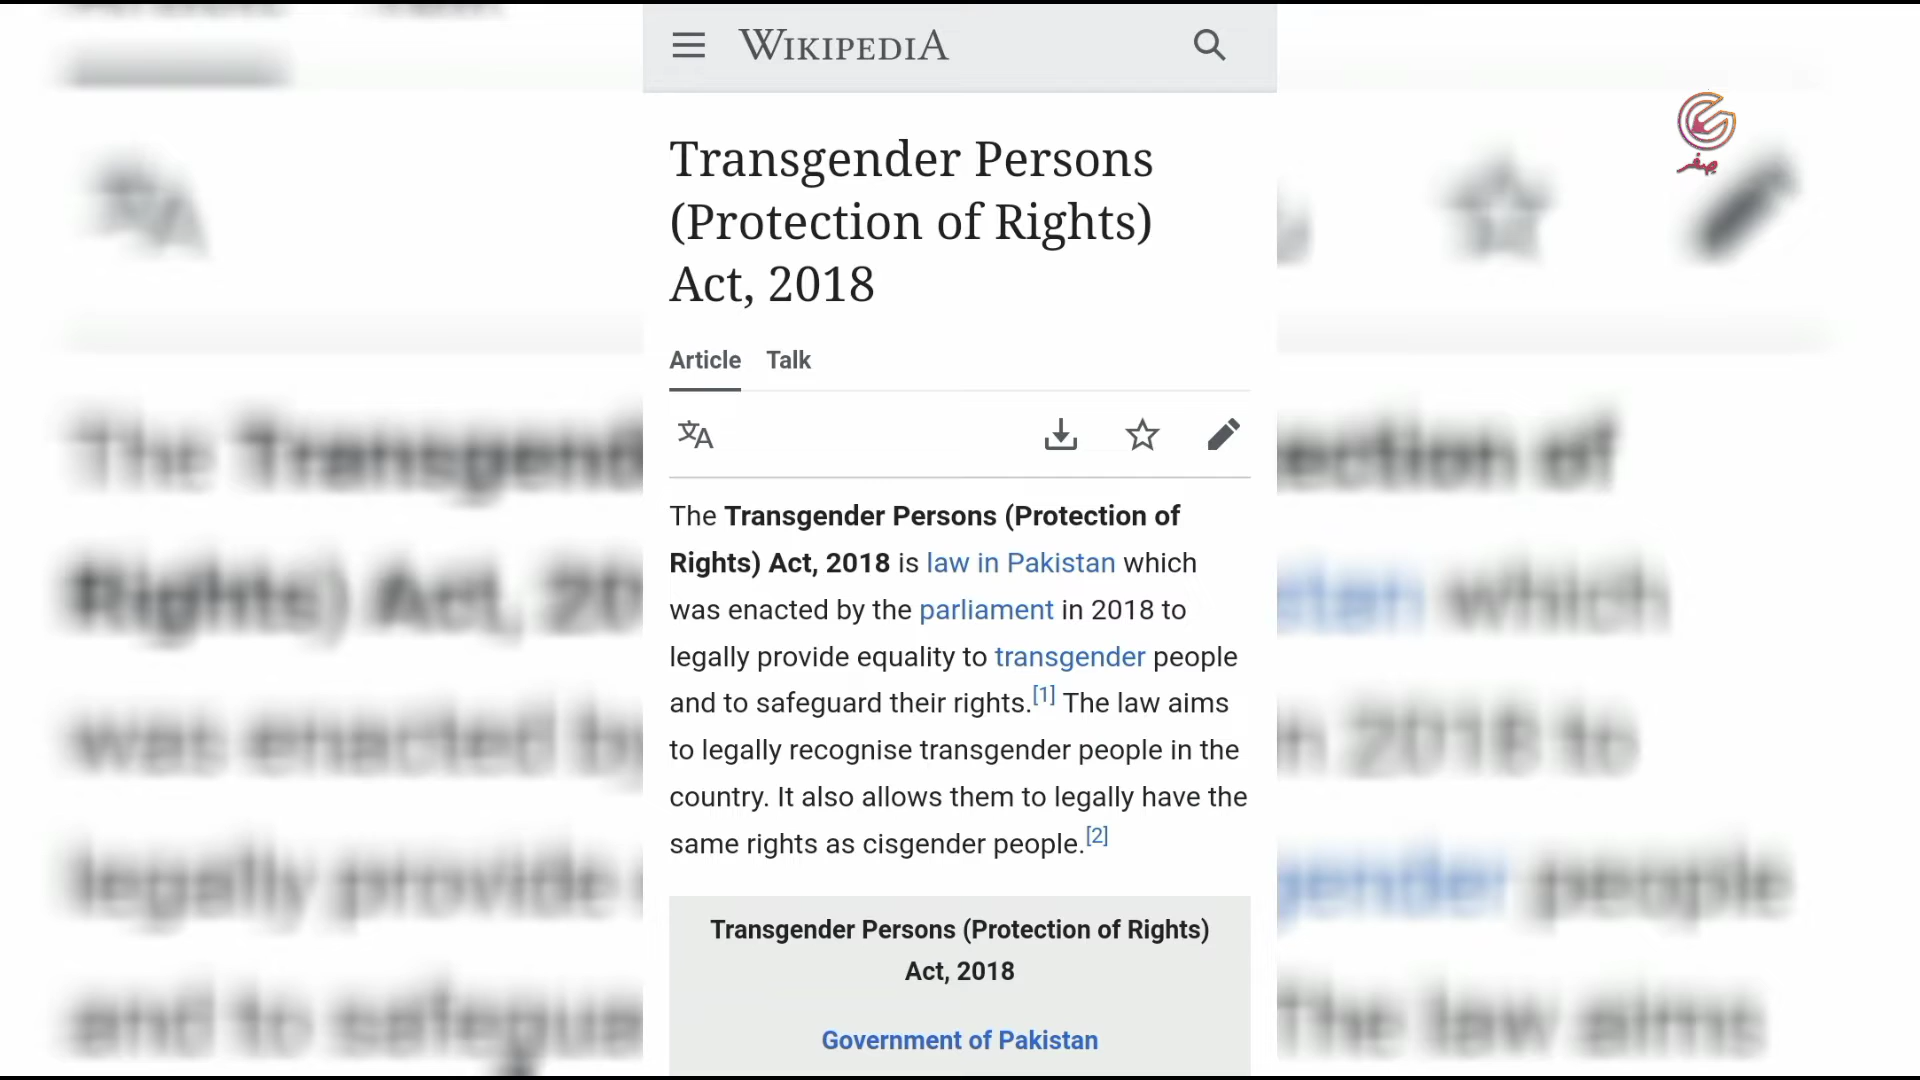 WIKIPEDIA
صفر
Transgender Persons
(Protection of Rights)
Act, 2018
Article Talk
The Transgender Persons (Protection of
Rights) Act, 2018 is law in Pakistan which
was enacted by the parliament in 2018 to
legally provide equality to transgender people
and to safeguard their rights.[1] The law aims
to legally recognise transgender people in the
country. It also allows them to legally have the
same rights as cisgender people.[2]
Transgender Persons (Protection of Rights)
Act, 2018
Government of Pakistan